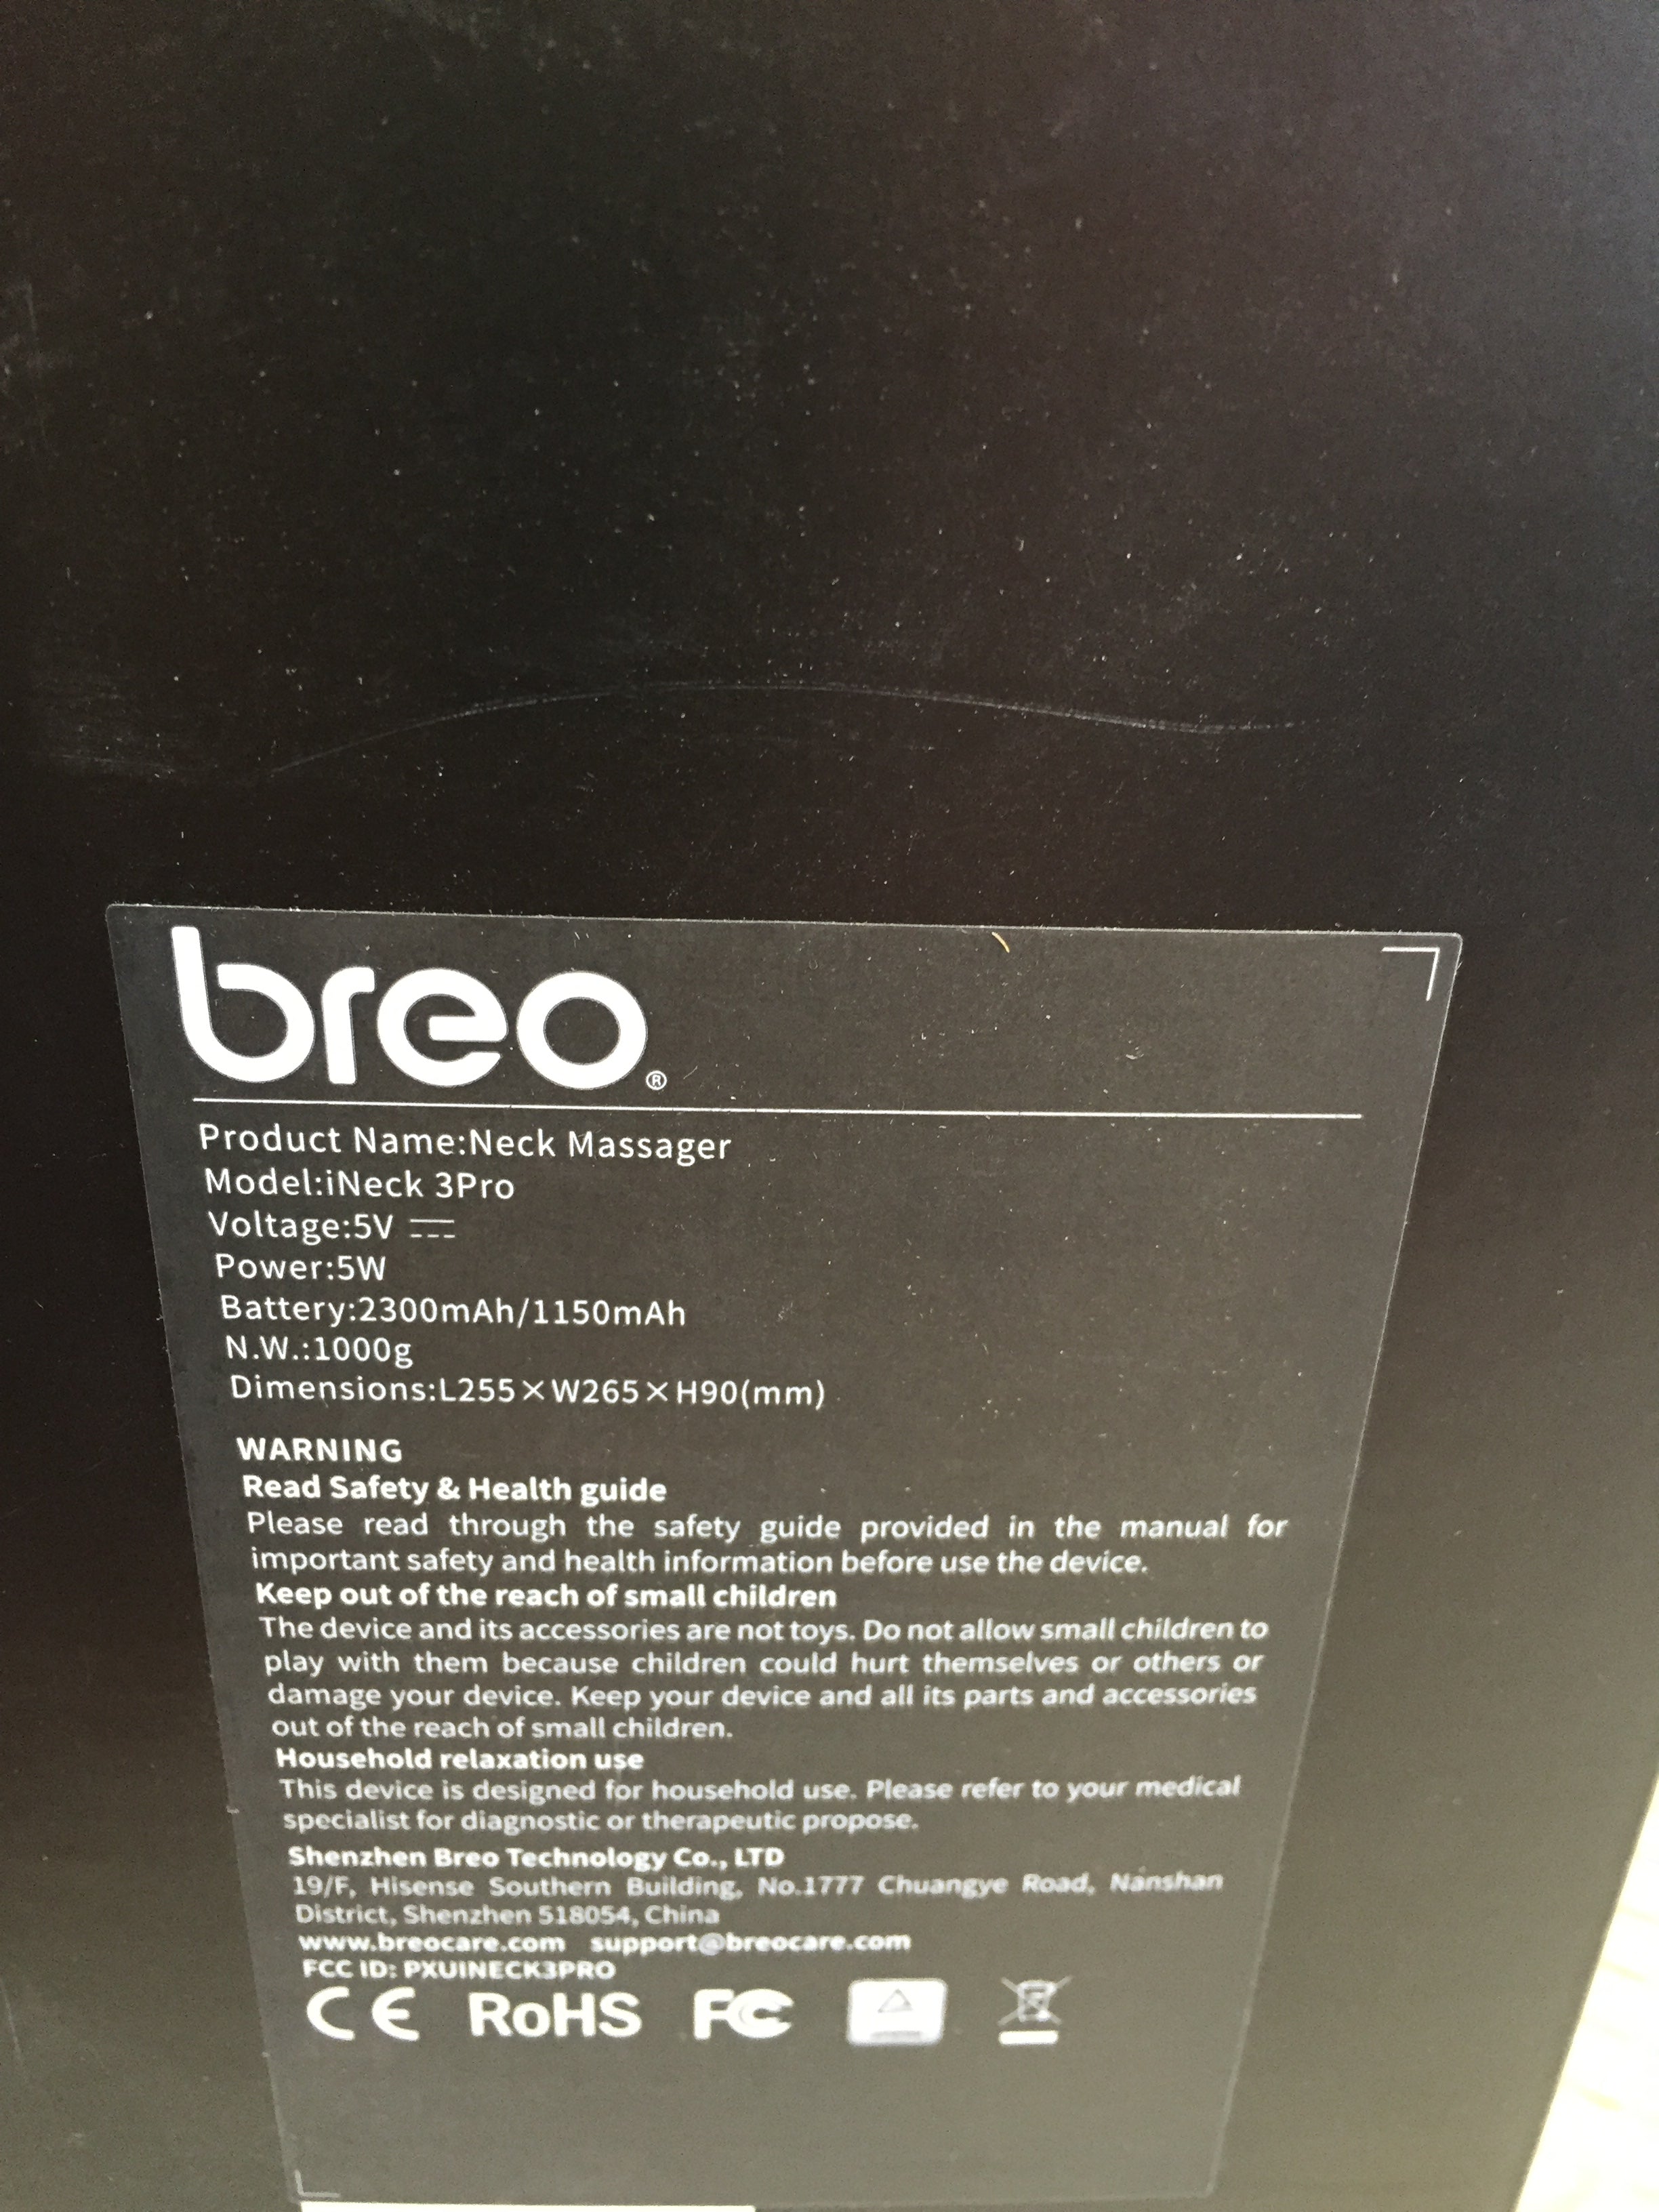 breo®
Product Name:Neck Massager
Model:iNeck 3Pro
Voltage:5V ⎓
Power:5W
Battery:2300mAh/1150mAh
N.W.:1000g
Dimensions:L255×W265×H90(mm)
WARNING
Read Safety & Health guide
Please read through the safety guide provided in the manual for
important safety and health information before use the device.
Keep out of the reach of small children
The device and its accessories are not toys. Do not allow small children to
play with them because children could hurt themselves or others or
damage your device. Keep your device and all its parts and accessories
out of the reach of small children.
Household relaxation use
This device is designed for household use. Please refer to your medical
specialist for diagnostic or therapeutic propose.
Shenzhen Breo Technology Co., LTD
19/F, Hisense Southern Building, No.1777 Chuangye Road, Nanshan
District, Shenzhen 518054, China
www.breocare.com support@breocare.com
FCC ID: PXUINECK3PRO
CE RoHS FC